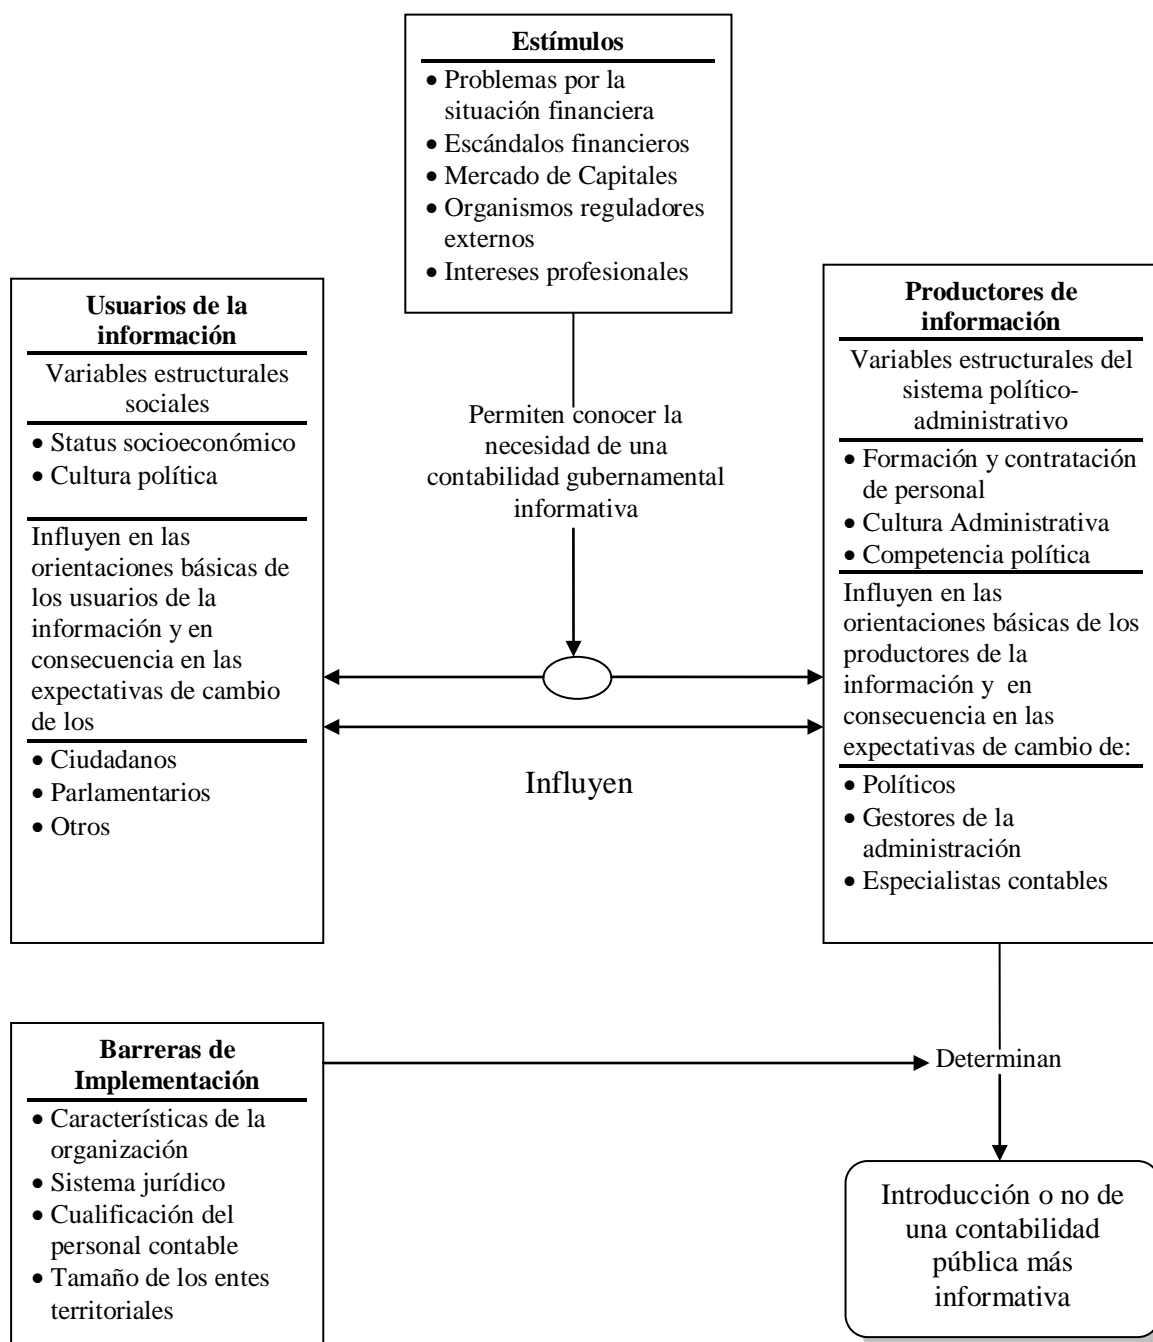 Estímulos
• Problemas por la
situación financiera
• Escándalos financieros
• Mercado de Capitales
• Organismos reguladores
externos
• Intereses profesionales
Usuarios de la
información
Variables estructurales
sociales
• Status socioeconómico
• Cultura política
Influyen en las
orientaciones básicas de
los usuarios de la
información y en
consecuencia en las
expectativas de cambio
de los
• Ciudadanos
• Parlamentarios
• Otros
Permiten conocer la
necesidad de una
contabilidad gubernamental
informativa
Influyen
Productores de
información
Variables estructurales del
sistema político-
administrativo
• Formación y contratación
de personal
• Cultura Administrativa
• Competencia política
Influyen en las
orientaciones básicas de los
productores de la
información y en
consecuencia en las
expectativas de cambio de:
• Políticos
• Gestores de la
administración
• Especialistas contables
Barreras de
Implementación
• Características de la
organización
• Sistema jurídico
• Cualificación del
personal contable
• Tamaño de los entes
territoriales
Determinan
Introducción o no de
una contabilidad
pública más
informativa